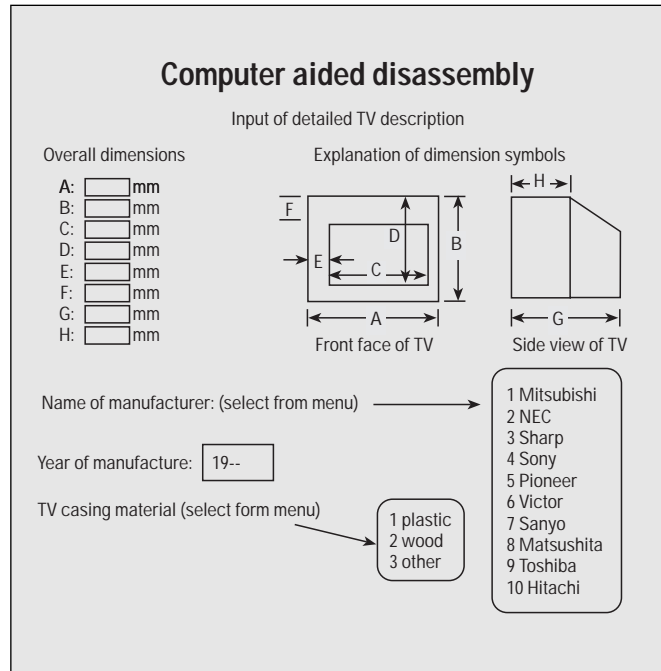 Computer aided disassembly
Input of detailed TV description
Overall dimensions
A: mm
B: mm
C: mm
D: mm
E: mm
F: mm
G: mm
H: mm
Explanation of dimension symbols
F
E
D
C
B
A
Front face of TV
H
G
Side view of TV
Name of manufacturer: (select from menu)
1 Mitsubishi
2 NEC
3 Sharp
4 Sony
5 Pioneer
6 Victor
7 Sanyo
8 Matsushita
9 Toshiba
10 Hitachi
Year of manufacture: 19--
TV casing material (select form menu)
1 plastic
2 wood
3 other